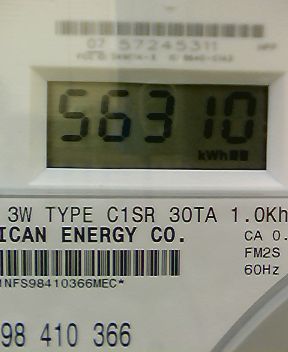 07 57245311
56310
kWh
3W TYPE C1SR 30TA 1.0Kh
ICAN ENERGY CO.
CA 0.
FM2S
60Hz
NFS98410366MEC*
98 410 366